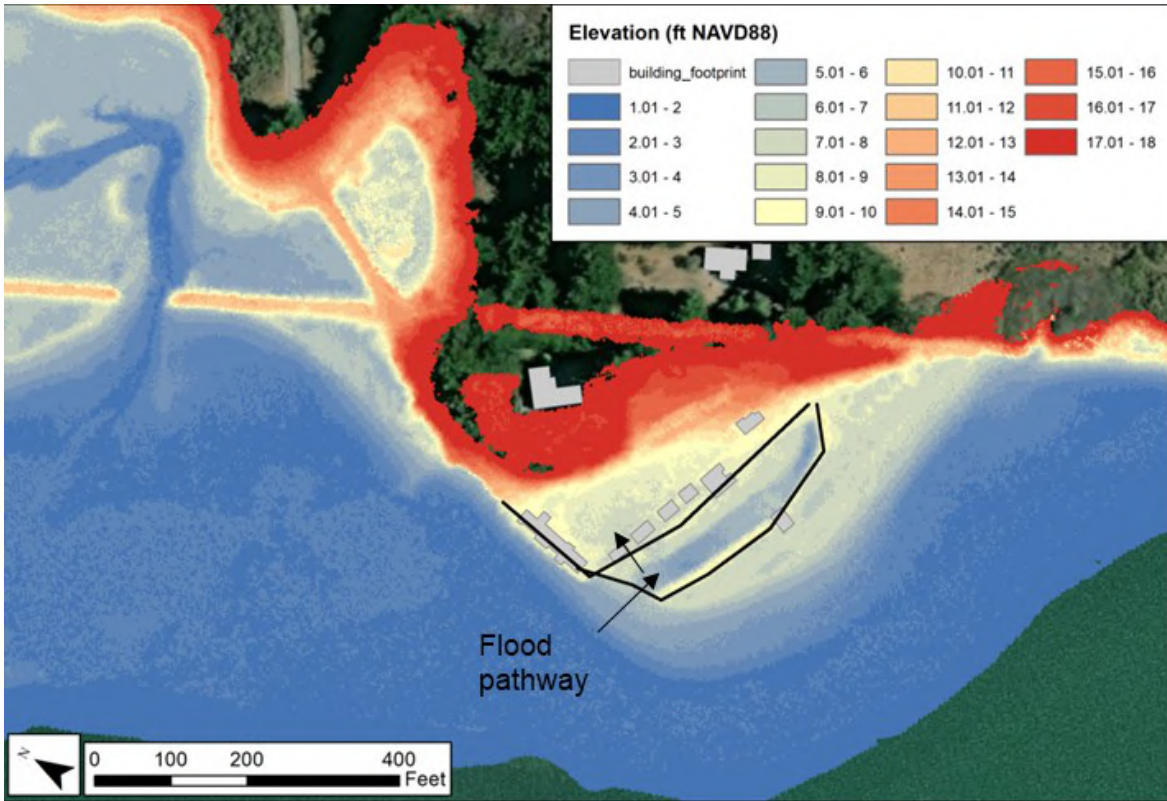 Elevation (ft NAVD88)
building_footprint
1.01 - 2
2.01 - 3
3.01 - 4
4.01 - 5
5.01 - 6
6.01 - 7
7.01 - 8
8.01 - 9
9.01 - 10
10.01 - 11
11.01 - 12
12.01 - 13
13.01 - 14
14.01 - 15
15.01 - 16
16.01 - 17
17.01 - 18
Flood
pathway
N
0 100 200 400
Feet